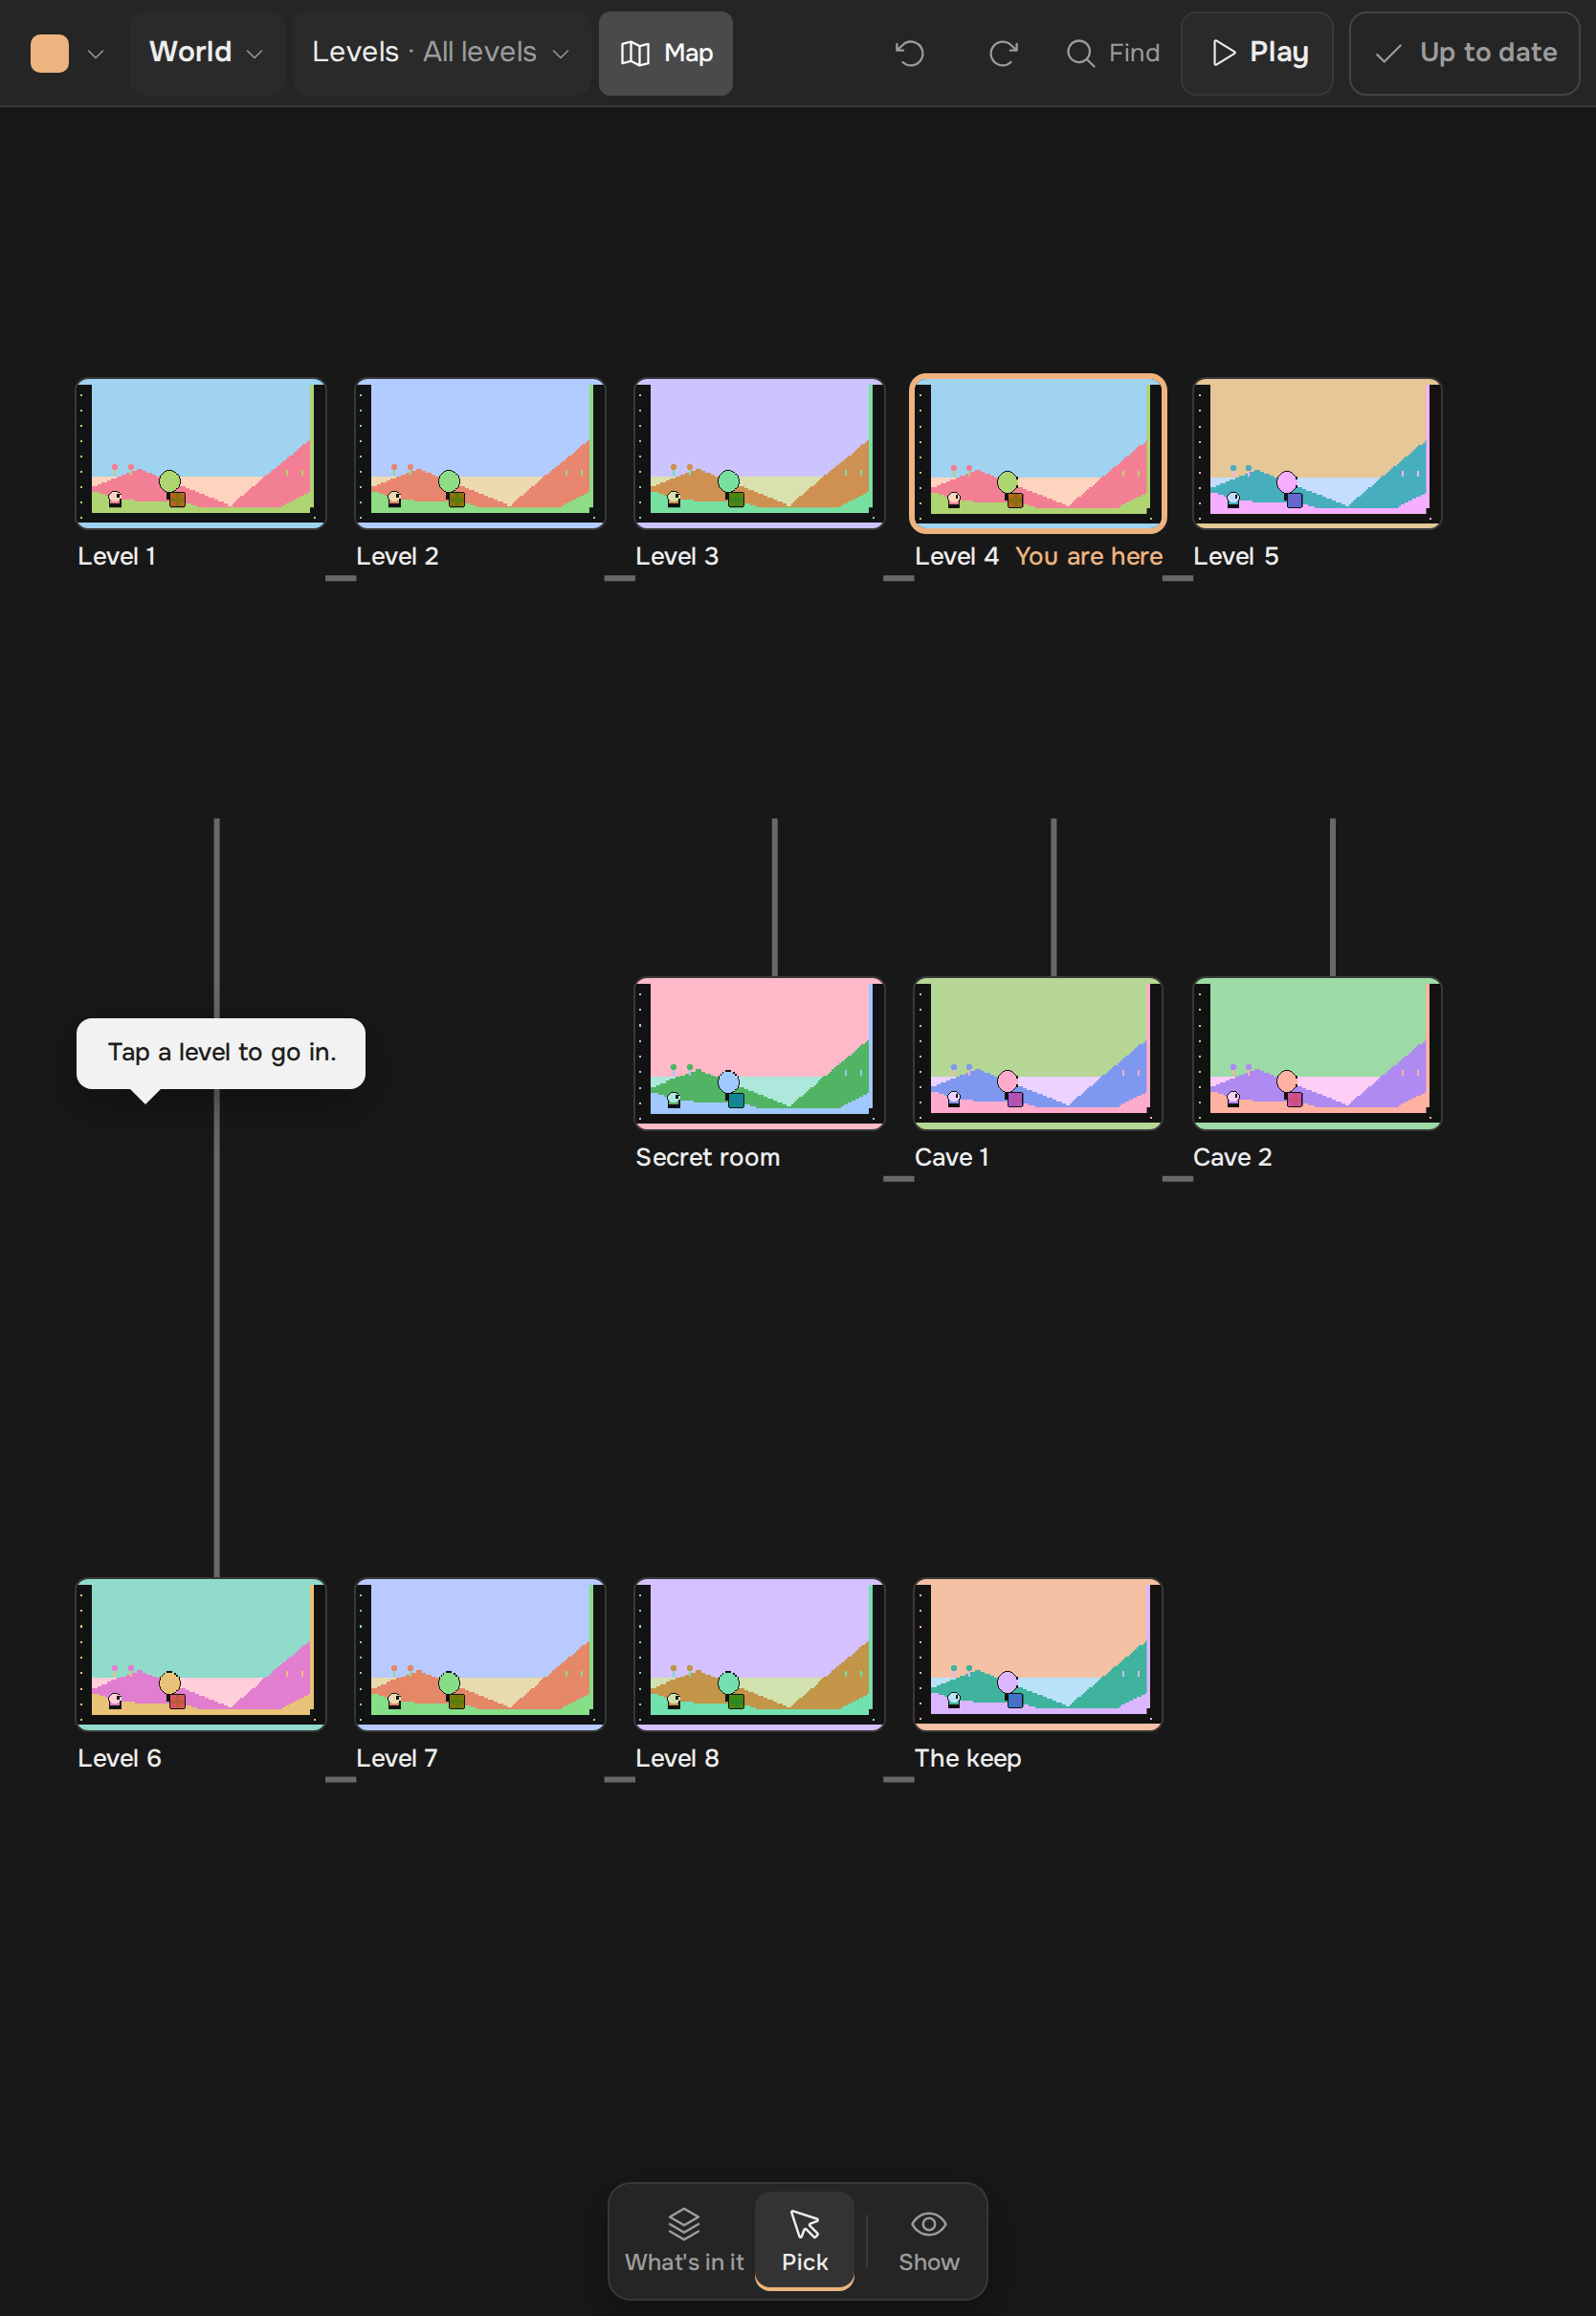 World
Levels · All levels
Map
Find
Play
Up to date
Level 1
Level 2
Level 3
Level 4 You are here
Level 5
Tap a level to go in.
Secret room
Cave 1
Cave 2
Level 6
Level 7
Level 8
The keep
What's in it
Pick
Show